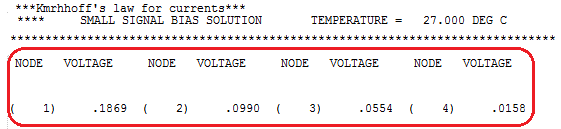 ***Kmrhhoff's law for currents***
**** SMALL SIGNAL BIAS SOLUTION TEMPERATURE = 27.000 DEG C
******************************************************************************
NODE VOLTAGE NODE VOLTAGE NODE VOLTAGE NODE VOLTAGE
( 1) .1869 ( 2) .0990 ( 3) .0554 ( 4) .0158